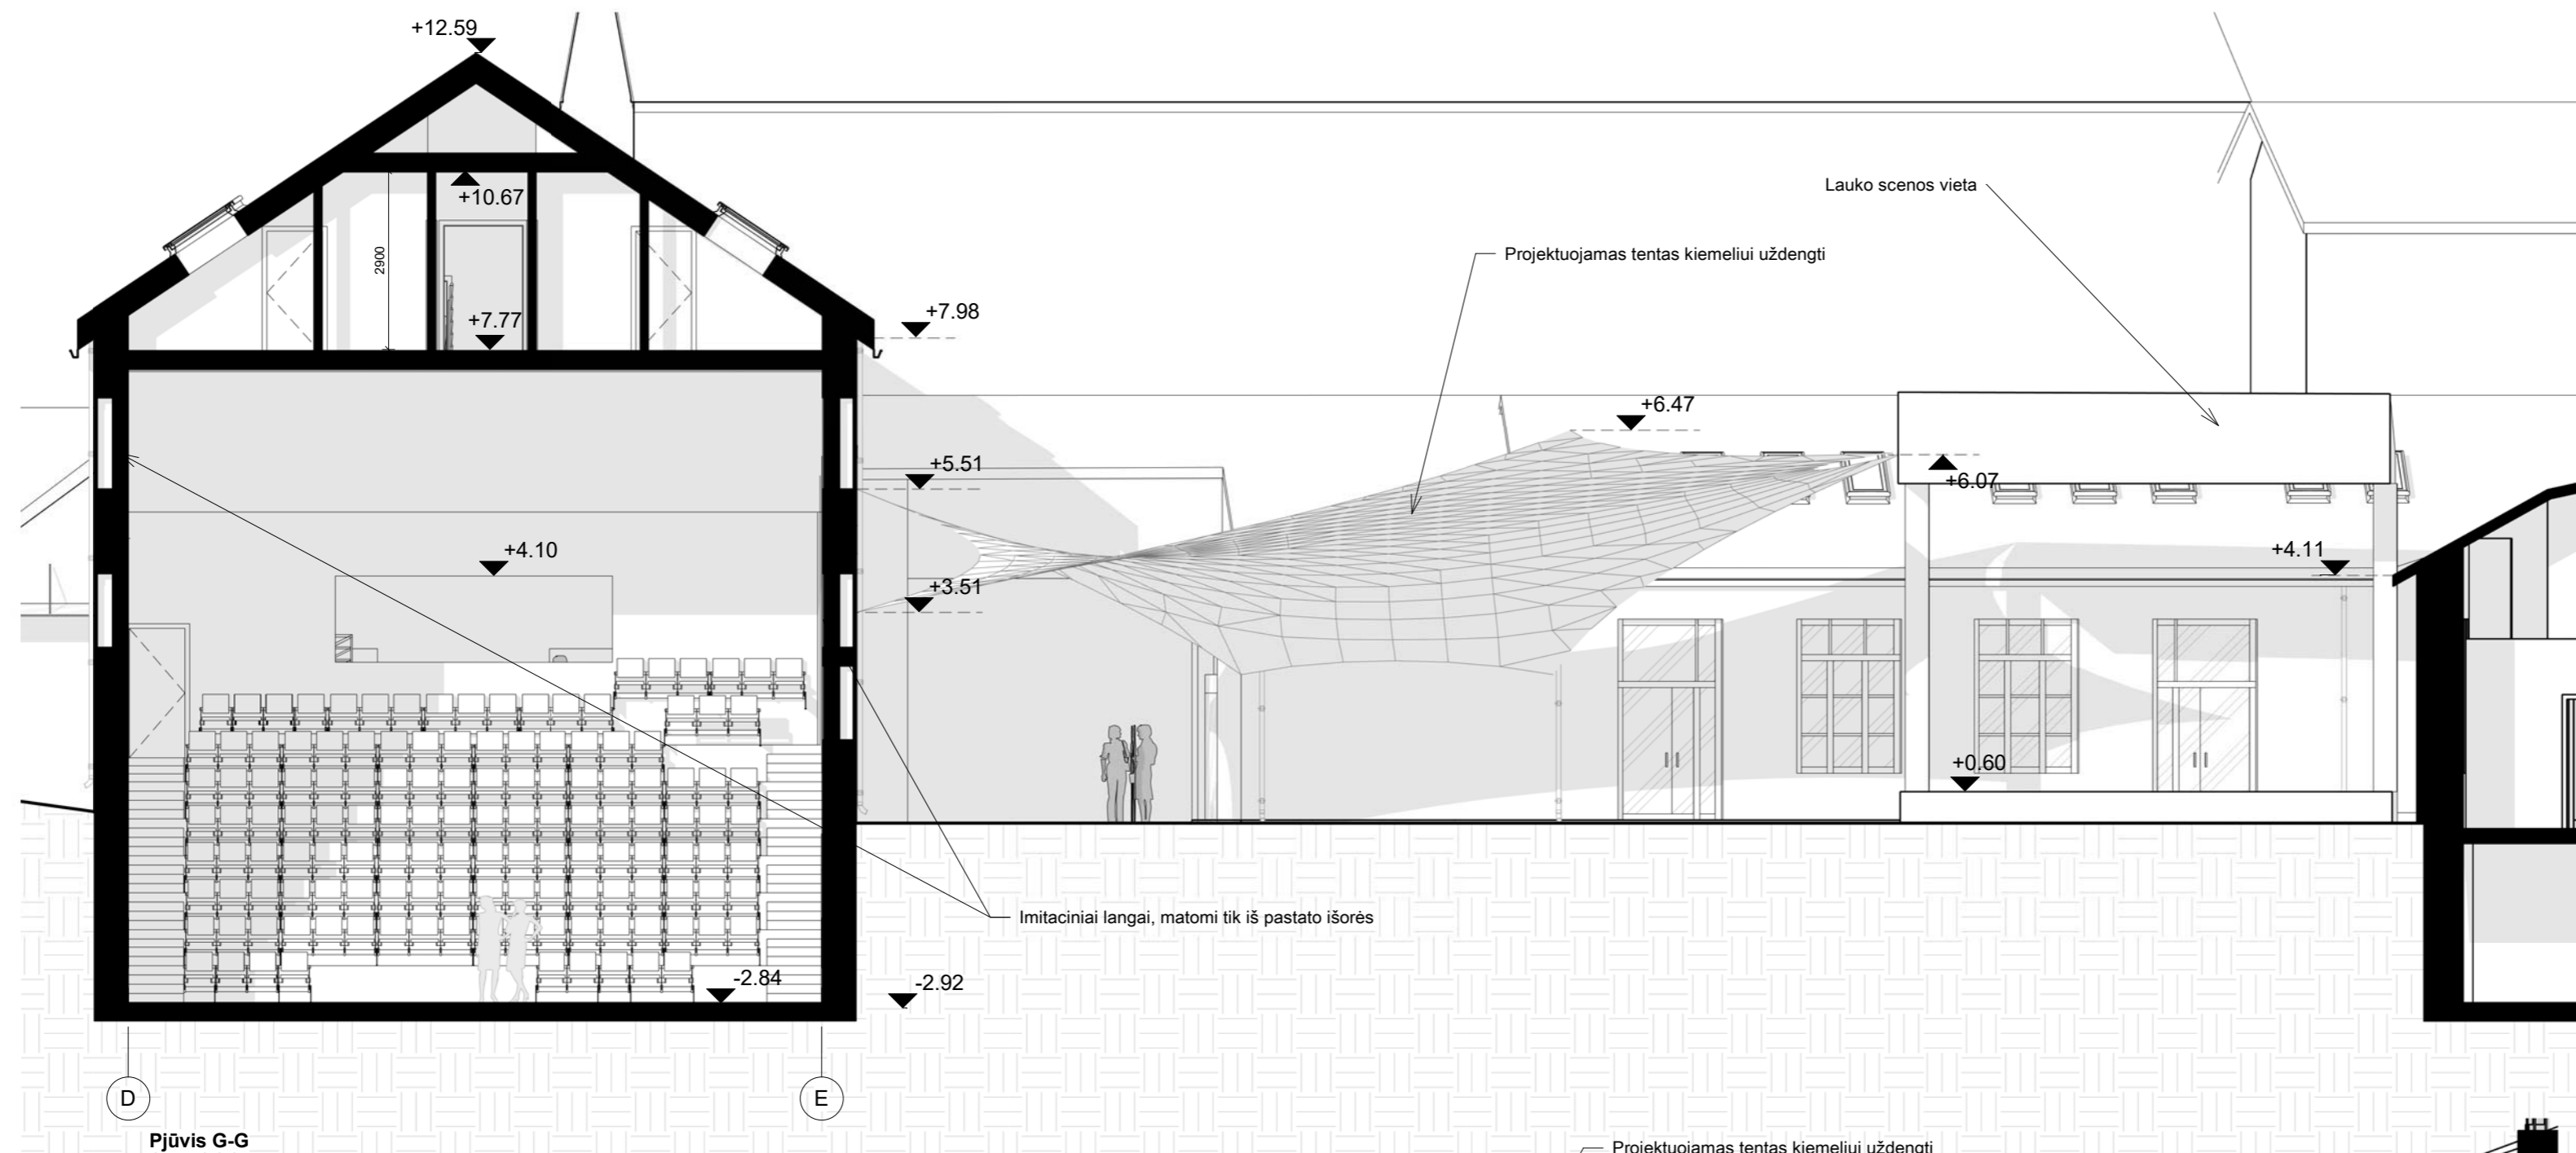 +12.59
Lauko scenos vieta
+10.67
Projektuojamas tentas kiemeliui uždengti
2900
+7.98
+7.77
+6.47
+5.51
+6.07
+4.10
+4.11
+3.51
+0.60
Imitaciniai langai, matomi tik iš pastato išorės
-2.84
-2.92
D
E
Pjūvis G-G
Projektuojamas tentas kiemeliui uždengti